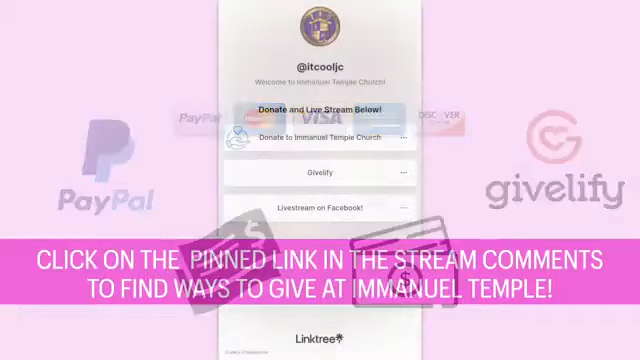 @itcooljc
Welcome to Immanuel Temple Church!
Donate and Live Stream Below!
PayPal
VISA
DISCOVER
Donate to Immanuel Temple Church
Givelify
Livestream on Facebook!
PayPal
givelify
CLICK ON THE PINNED LINK IN THE STREAM COMMENTS
TO FIND WAYS TO GIVE AT IMMANUEL TEMPLE!
Linktree